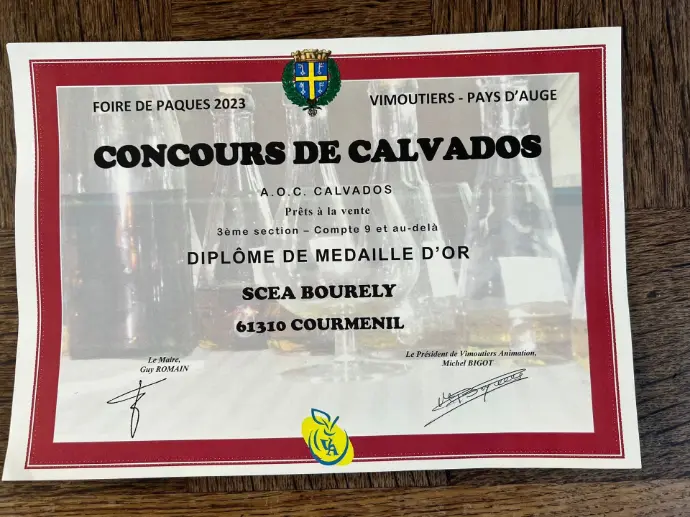 FOIRE DE PAQUES 2023
VIMOUTIERS - PAYS D'AUGE
CONCOURS DE CALVADOS
A.O.C. CALVADOS
Prêts à la vente
3ème section – Compte 9 et au-delà
DIPLÔME DE MEDAILLE D'OR
SCEA BOURELY
61310 COURMENIL
Le Maire,
Guy ROMAIN
Le Président de Vimoutiers Animation,
Michel BIGOT
VA